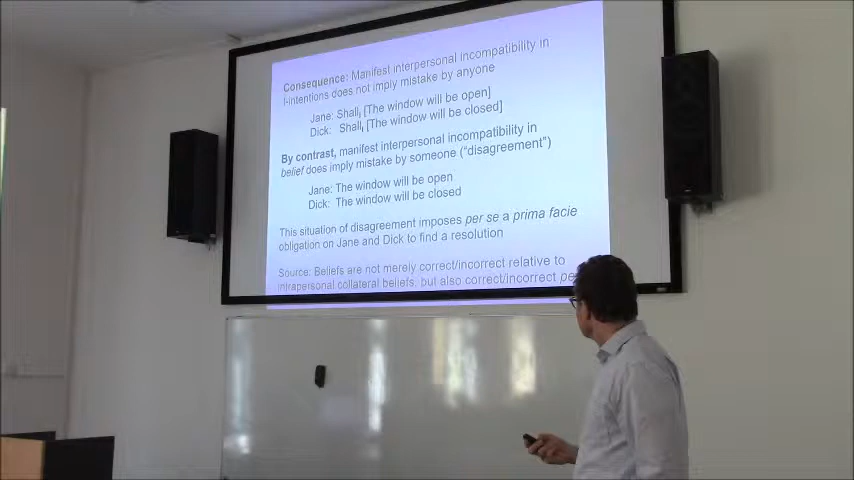 Consequence: Manifest interpersonal incompatibility in
I-intentions does not imply mistake by anyone
Jane: Shall_I [The window will be open]
Dick: Shall_I [The window will be closed]
By contrast, manifest interpersonal incompatibility in
belief does imply mistake by someone ("disagreement")
Jane: The window will be open
Dick: The window will be closed
This situation of disagreement imposes per se a prima facie
obligation on Jane and Dick to find a resolution
Source: Beliefs are not merely correct/incorrect relative to
intrapersonal collateral beliefs, but also correct/incorrect